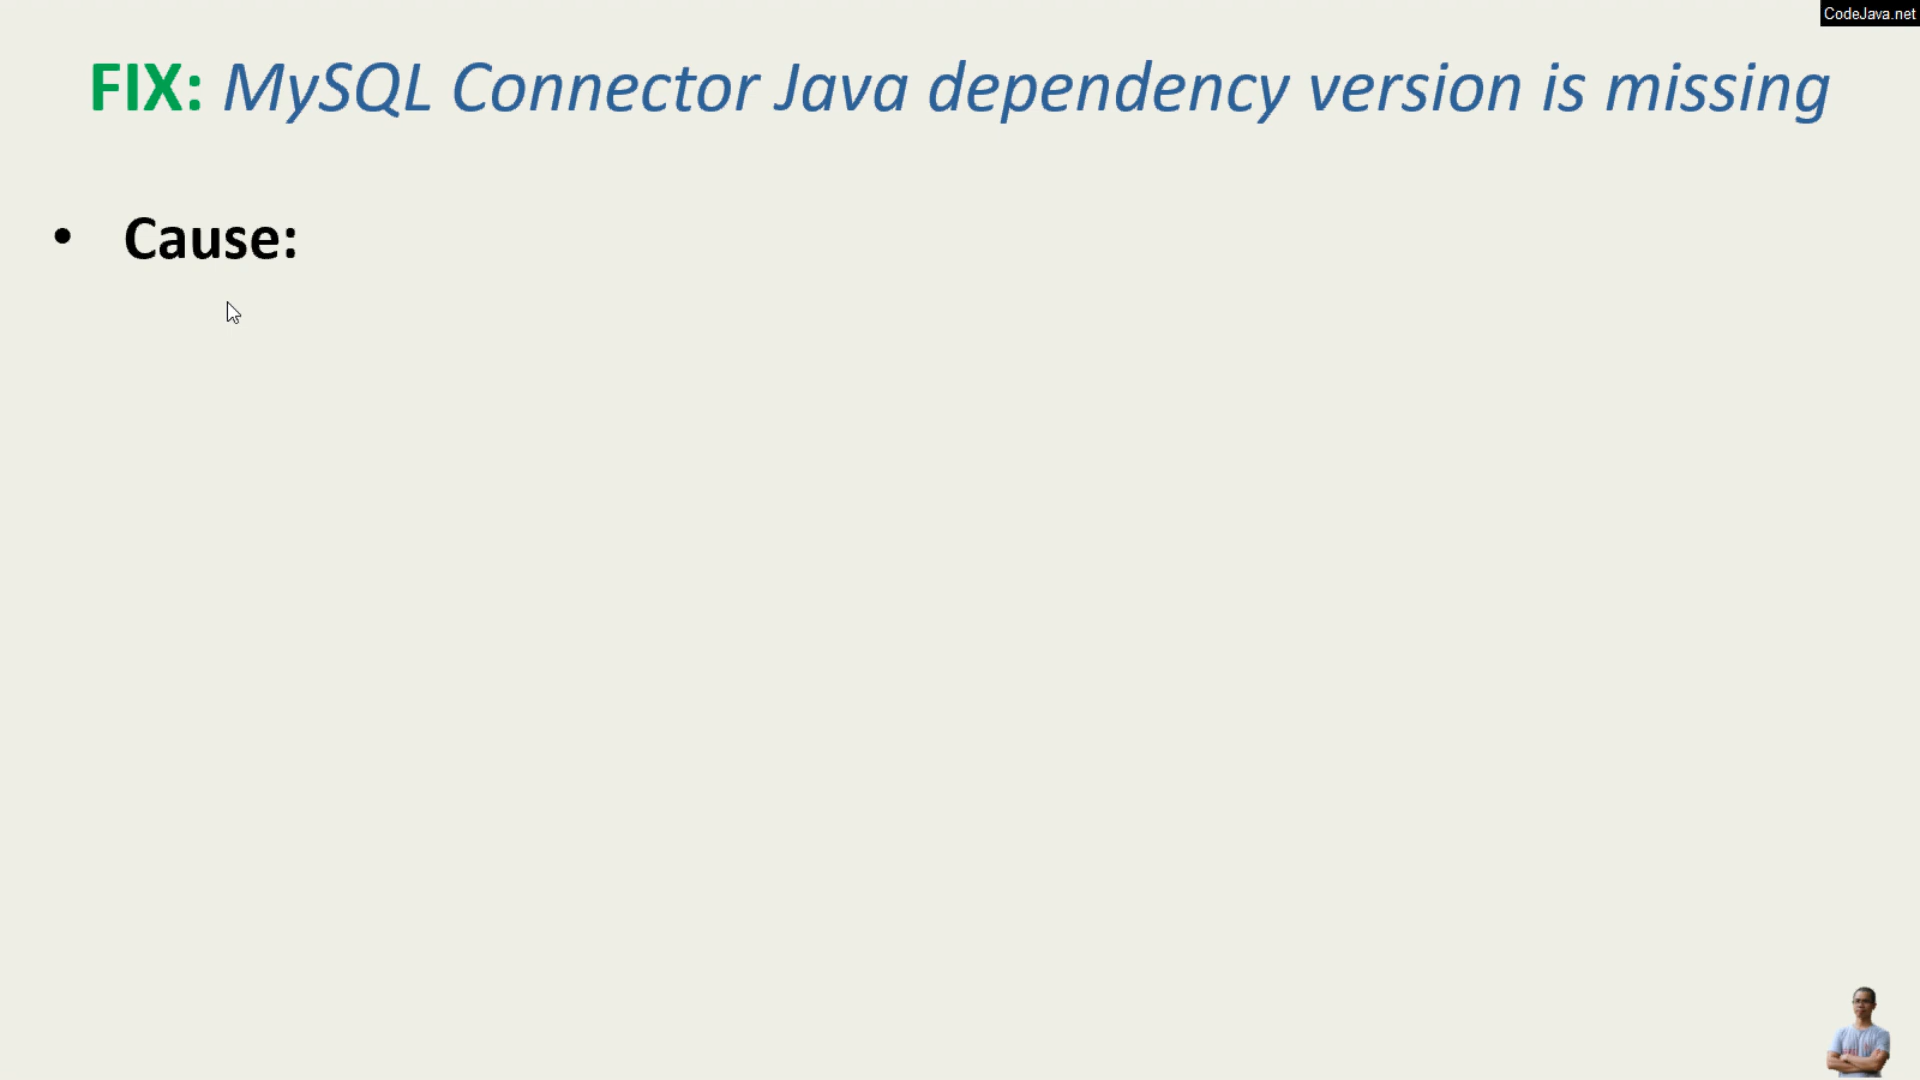 CodeJava.net
FIX: MySQL Connector Java dependency version is missing
• Cause: